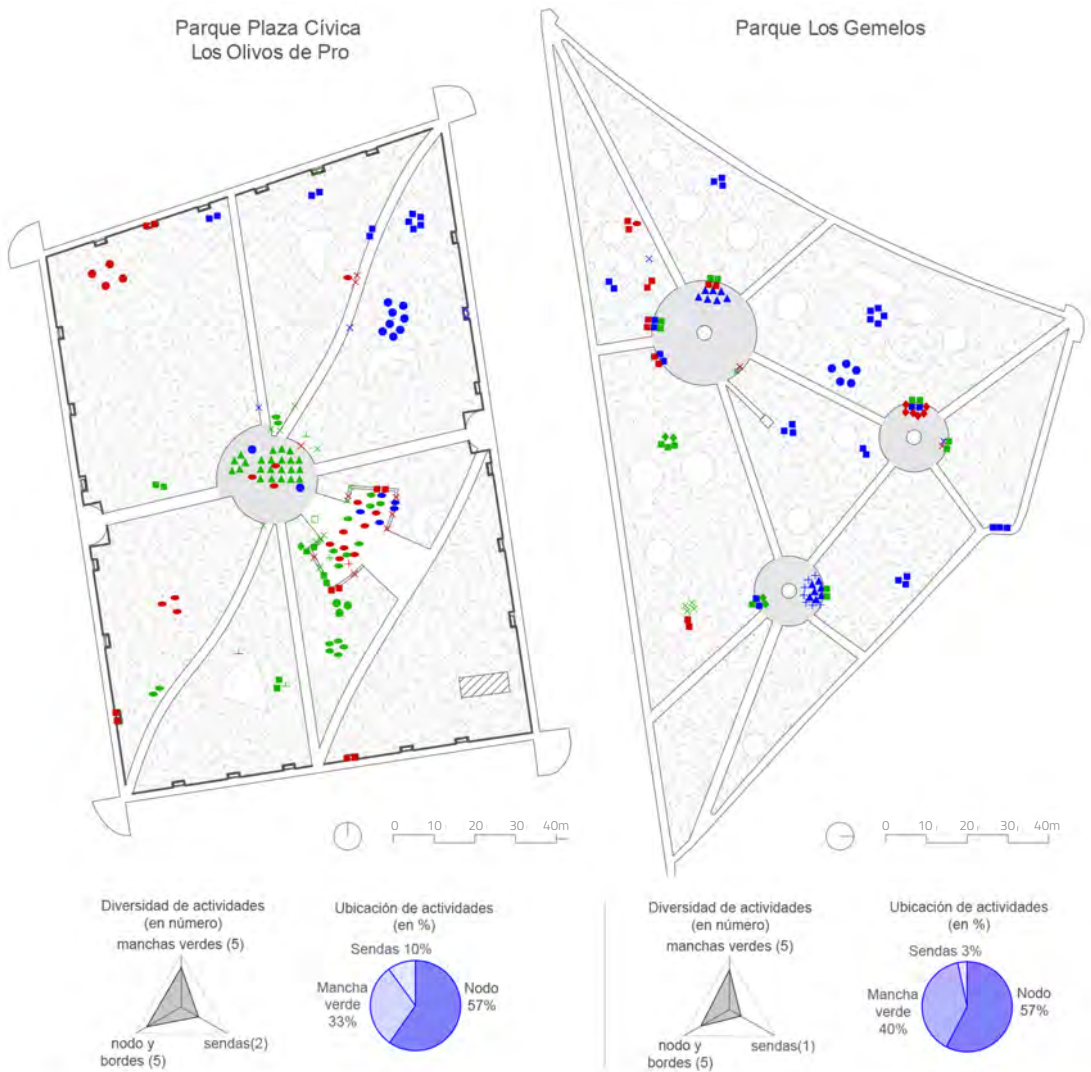 Parque Plaza Cívica
Los Olivos de Pro
Parque Los Gemelos
0 10 20 30 40m
0 10 20 30 40m
Diversidad de actividades
(en número)
manchas verdes (5)
nodo y
bordes (5)
sendas(2)
Ubicación de actividades
(en %)
Sendas 10%
Mancha
verde
33%
Nodo
57%
Diversidad de actividades
(en número)
manchas verdes (5)
nodo y
bordes (5)
sendas(1)
Ubicación de actividades
(en %)
Sendas 3%
Mancha
verde
40%
Nodo
57%